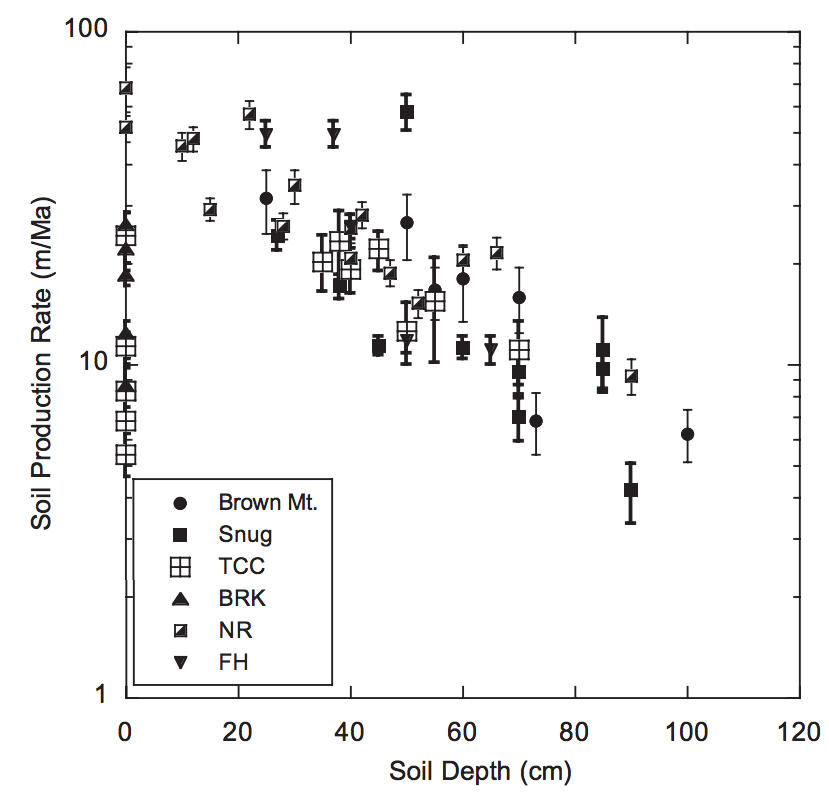 100
10
1
Soil Production Rate (m/Ma)
Brown Mt.
Snug
TCC
BRK
NR
FH
0 20 40 60 80 100 120
Soil Depth (cm)